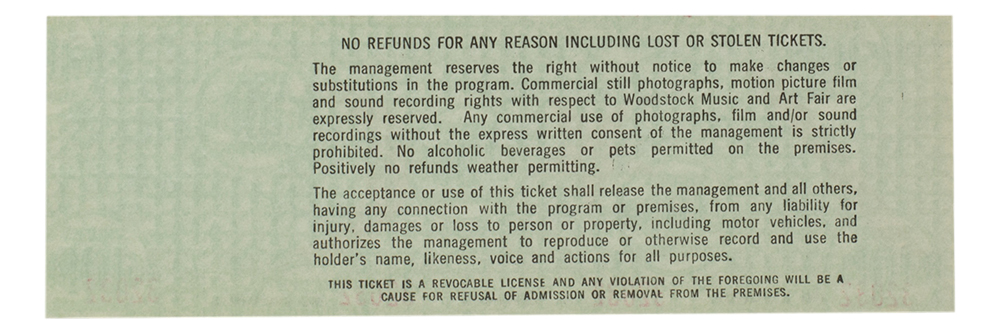 NO REFUNDS FOR ANY REASON INCLUDING LOST OR STOLEN TICKETS.
The management reserves the right without notice to make changes or
substitutions in the program. Commercial still photographs, motion picture film
and sound recording rights with respect to Woodstock Music and Art Fair are
expressly reserved. Any commercial use of photographs, film and/or sound
recordings without the express written consent of the management is strictly
prohibited. No alcoholic beverages or pets permitted on the premises.
Positively no refunds weather permitting.
The acceptance or use of this ticket shall release the management and all others,
having any connection with the program or premises, from any liability for
injury, damages or loss to person or property, including motor vehicles, and
authorizes the management to reproduce or otherwise record and use the
holder's name, likeness, voice and actions for all purposes.
THIS TICKET IS A REVOCABLE LICENSE AND ANY VIOLATION OF THE FOREGOING WILL BE A
CAUSE FOR REFUSAL OF ADMISSION OR REMOVAL FROM THE PREMISES.